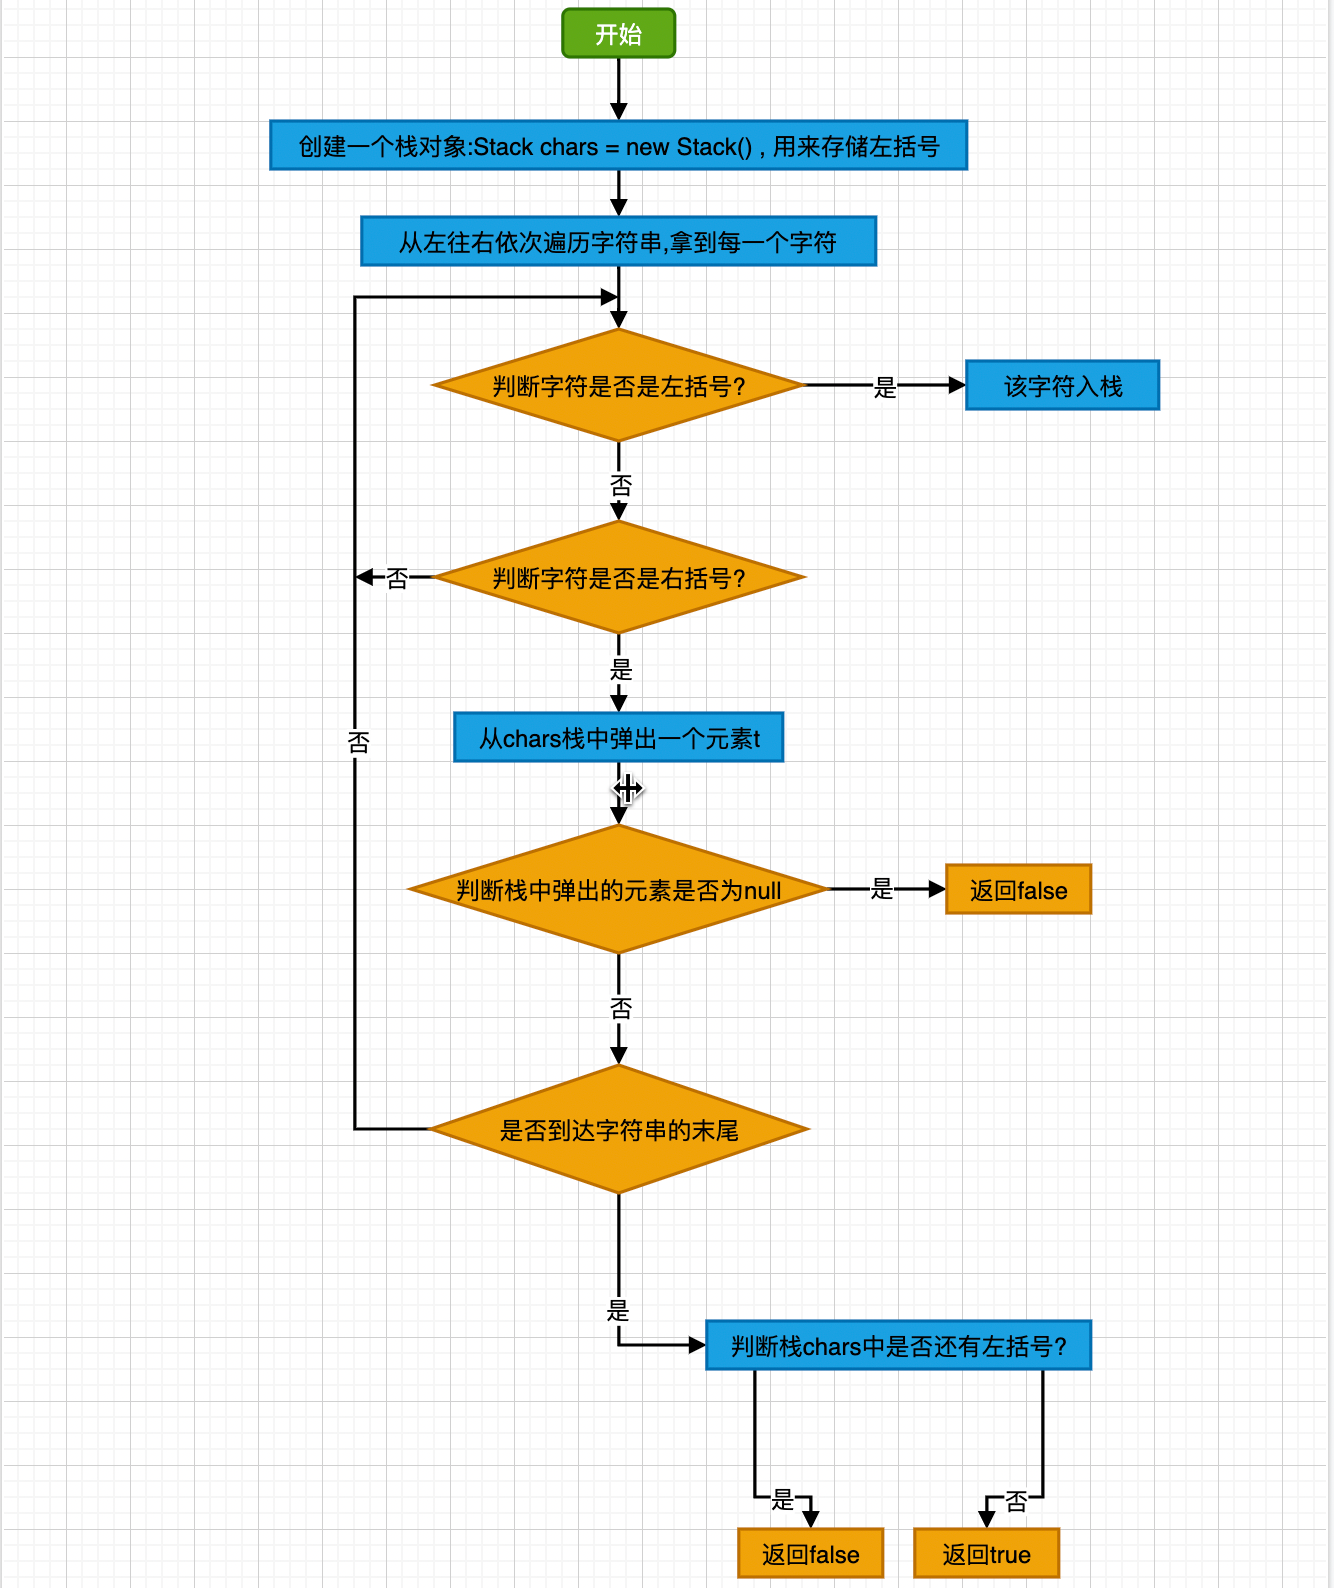 开始
创建一个栈对象:Stack chars = new Stack() , 用来存储左括号
从左往右依次遍历字符串,拿到每一个字符
判断字符是否是左括号?
是
该字符入栈
否
判断字符是否是右括号?
否
是
从chars栈中弹出一个元素t
否
判断栈中弹出的元素是否为null
是
返回false
否
是否到达字符串的末尾
是
判断栈chars中是否还有左括号?
是
否
返回false
返回true